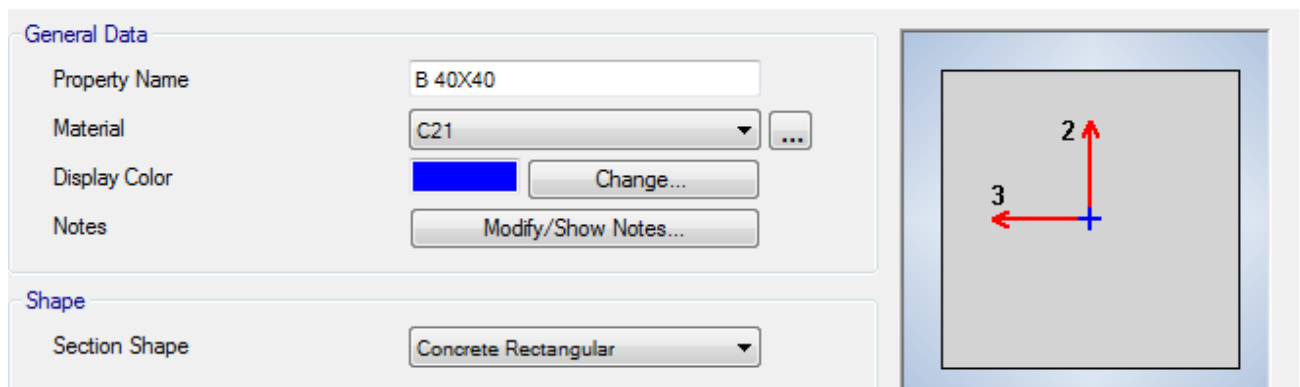 General Data
Property Name B 40X40
Material C21 ...
Display Color Change...
Notes Modify/Show Notes...
Shape
Section Shape Concrete Rectangular
2
3